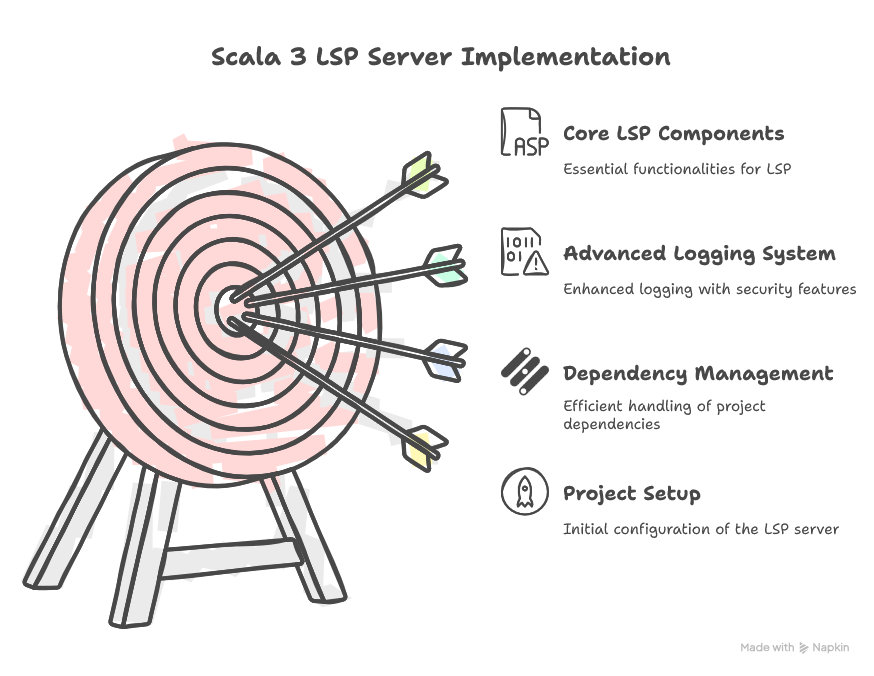 Scala 3 LSP Server Implementation
ASP
Core LSP Components
Essential functionalities for LSP
1011
01
Advanced Logging System
Enhanced logging with security features
Dependency Management
Efficient handling of project
dependencies
Project Setup
Initial configuration of the LSP server
Made with Napkin